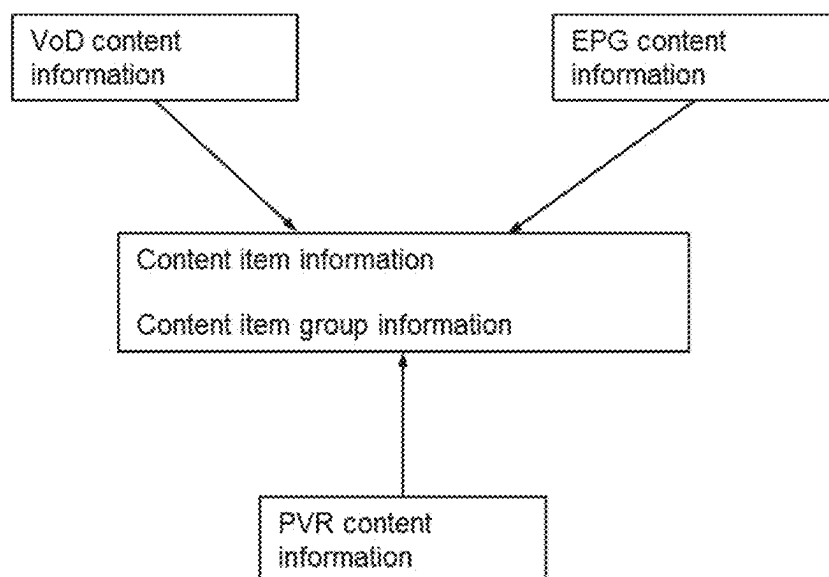 VoD content
information
EPG content
information
Content item information
Content item group information
PVR content
information